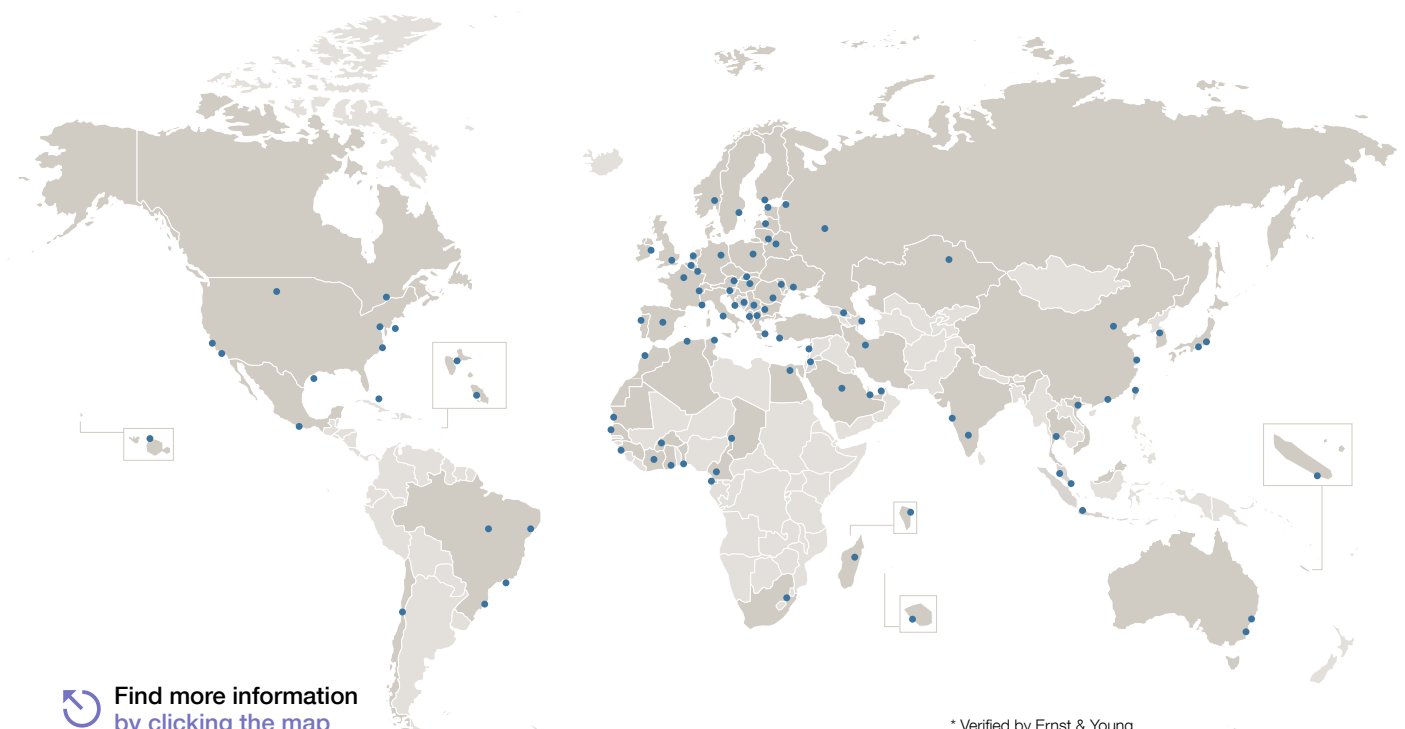 Find more information
by clicking the map
* Verified by Ernst & Young